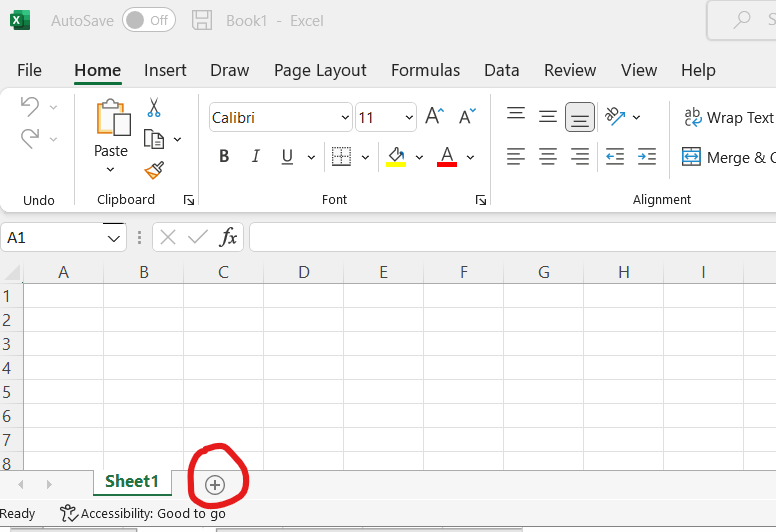 AutoSave Off Book1 - Excel
File Home Insert Draw Page Layout Formulas Data Review View Help
Calibri 11 A A ab Wrap Text
Paste B I U A Merge &
Undo Clipboard Font Alignment
A1 fx
A B C D E F G H I
1
2
3
4
5
6
7
8
Sheet1
Ready Accessibility: Good to go